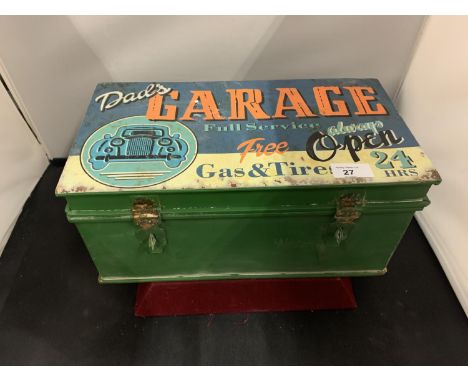 Dad's
GARAGE
Full Service
always
Free Open
Gas & Tires 24
HRS
27